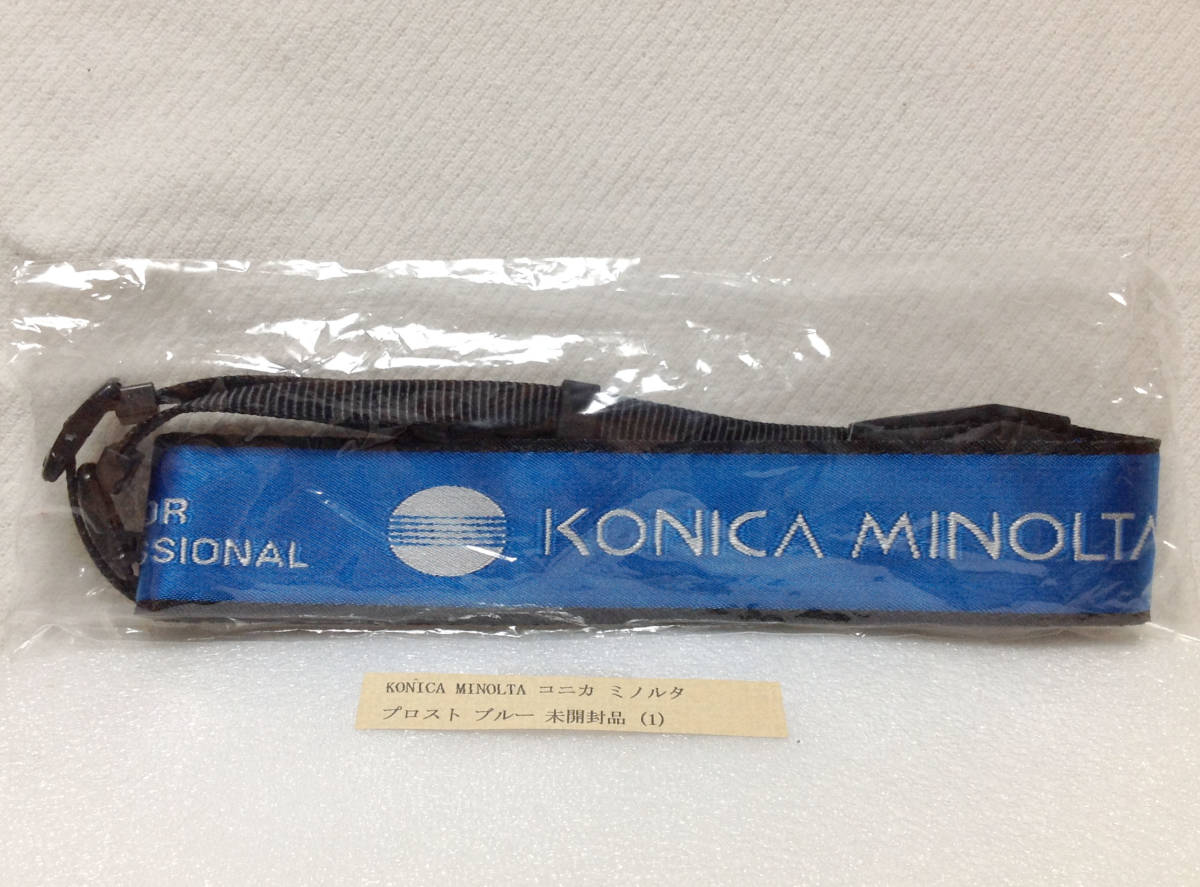 OR
SSIONAL
KONICA MINOLTA
KONICA MINOLTA コニカ ミノルタ
プロスト ブルー 未開封品 (1)